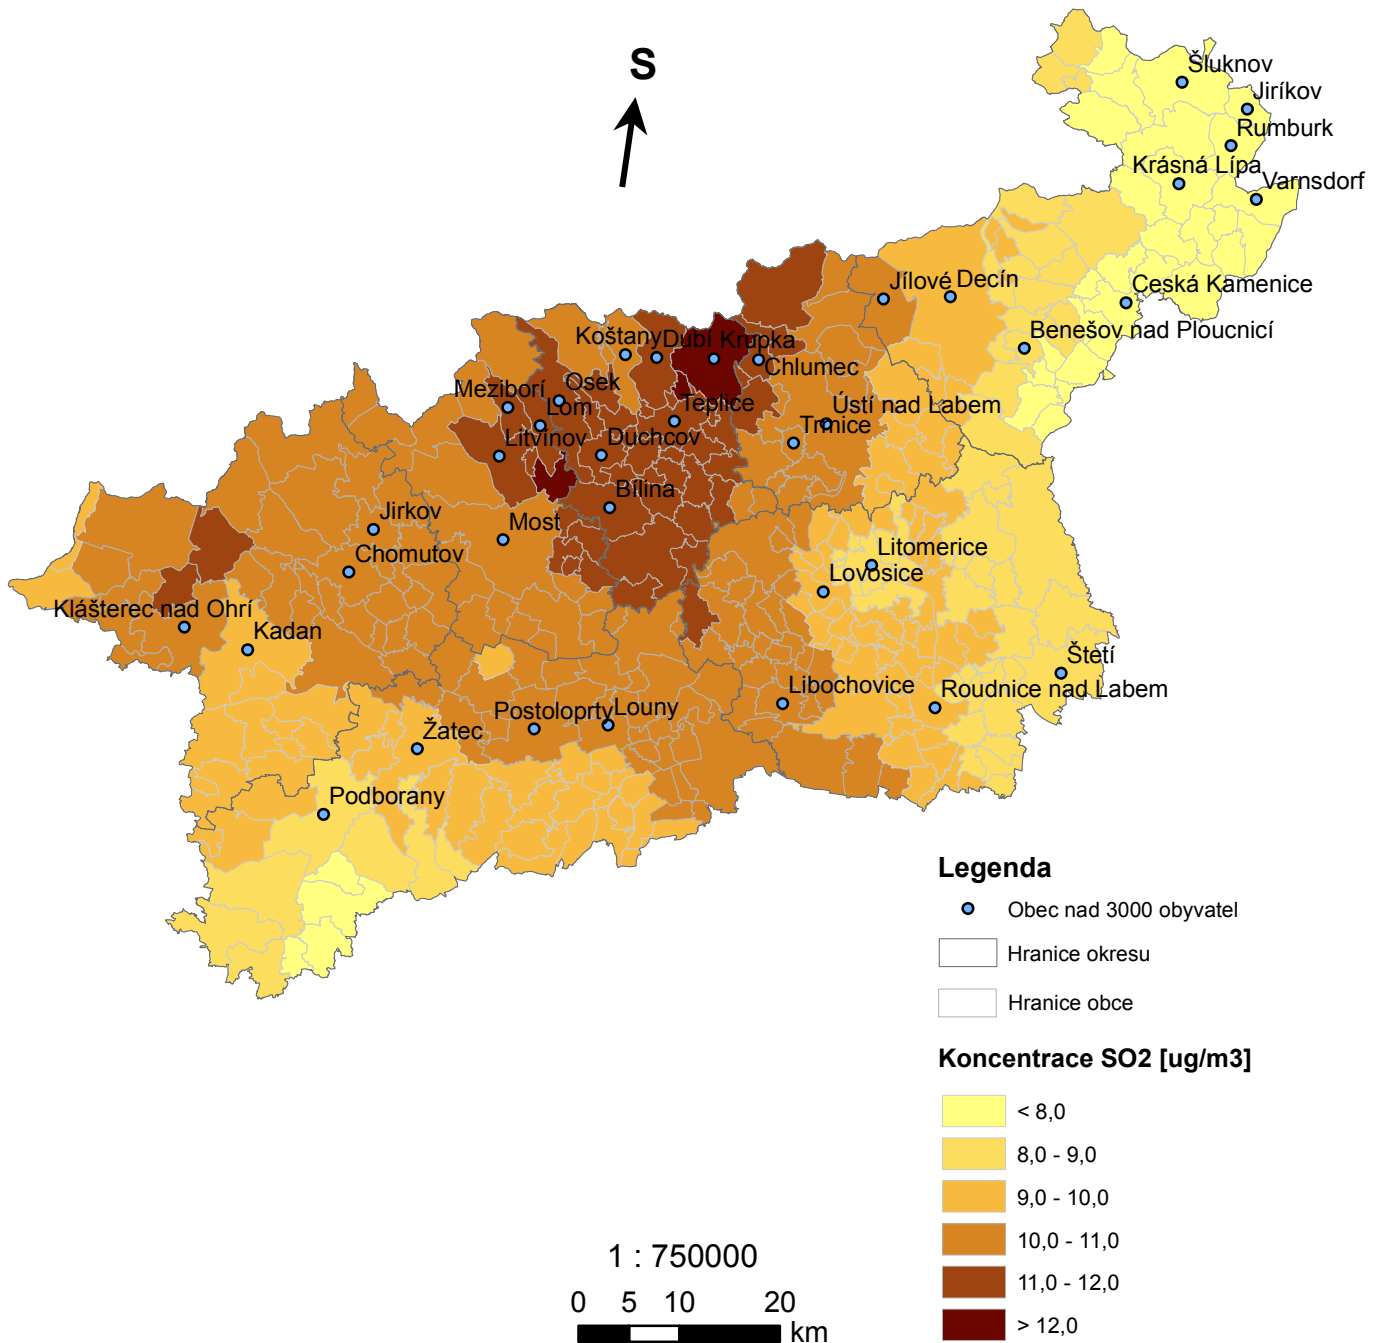 S
Šluknov
Jiríkov
Rumburk
Krásná Lípa
Varnsdorf
Jílové
Decín
Ceská Kamenice
Benešov nad Ploucnicí
Koštany
Dubí
Krupka
Chlumec
Meziborí
Osek
Lom
Teplice
Ústí nad Labem
Trmice
Litvínov
Duchcov
Bílina
Jirkov
Most
Chomutov
Litomerice
Lovosice
Klášterec nad Ohrí
Kadan
Štetí
Libochovice
Roudnice nad Labem
Postoloprty
Louny
Žatec
Podborany
Legenda
Obec nad 3000 obyvatel
Hranice okresu
Hranice obce
Koncentrace SO2 [ug/m3]
< 8,0
8,0 - 9,0
9,0 - 10,0
10,0 - 11,0
11,0 - 12,0
> 12,0
1 : 750000
0 5 10 20
km